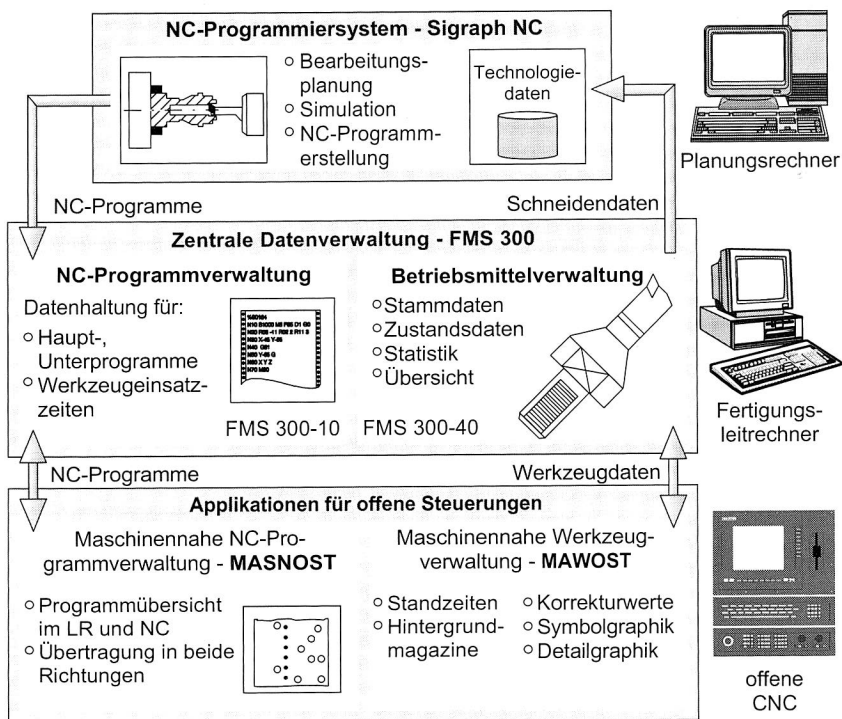 NC-Programmiersystem - Sigraph NC
Bearbeitungs-
planung
Simulation
NC-Programm-
erstellung
Technologie-
daten
Planungsrechner
NC-Programme
Schneidendaten
Zentrale Datenverwaltung - FMS 300
NC-Programmverwaltung
Datenhaltung für:
Haupt-,
Unterprogramme
Werkzeugeinsatz-
zeiten
FMS 300-10
Betriebsmittelverwaltung
Stammdaten
Zustandsdaten
Statistik
Übersicht
FMS 300-40
Fertigungs-
leitrechner
NC-Programme
Werkzeugdaten
Applikationen für offene Steuerungen
Maschinennahe NC-Pro-
grammverwaltung - MASNOST
Programmübersicht
im LR und NC
Übertragung in beide
Richtungen
Maschinennahe Werkzeug-
verwaltung - MAWOST
Standzeiten
Hintergrund-
magazine
Korrekturwerte
Symbolgraphik
Detailgraphik
offene
CNC